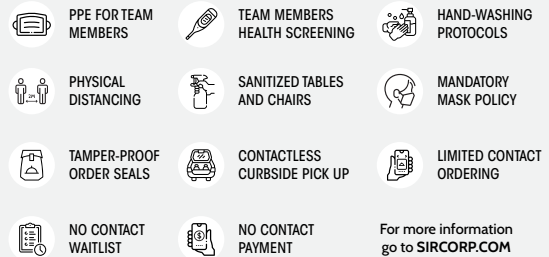 PPE FOR TEAM
MEMBERS
TEAM MEMBERS
HEALTH SCREENING
HAND-WASHING
PROTOCOLS
2M
PHYSICAL
DISTANCING
SANITIZED TABLES
AND CHAIRS
MANDATORY
MASK POLICY
TAMPER-PROOF
ORDER SEALS
CONTACTLESS
CURBSIDE PICK UP
LIMITED CONTACT
ORDERING
NO CONTACT
WAITLIST
NO CONTACT
PAYMENT
For more information
go to SIRCORP.COM